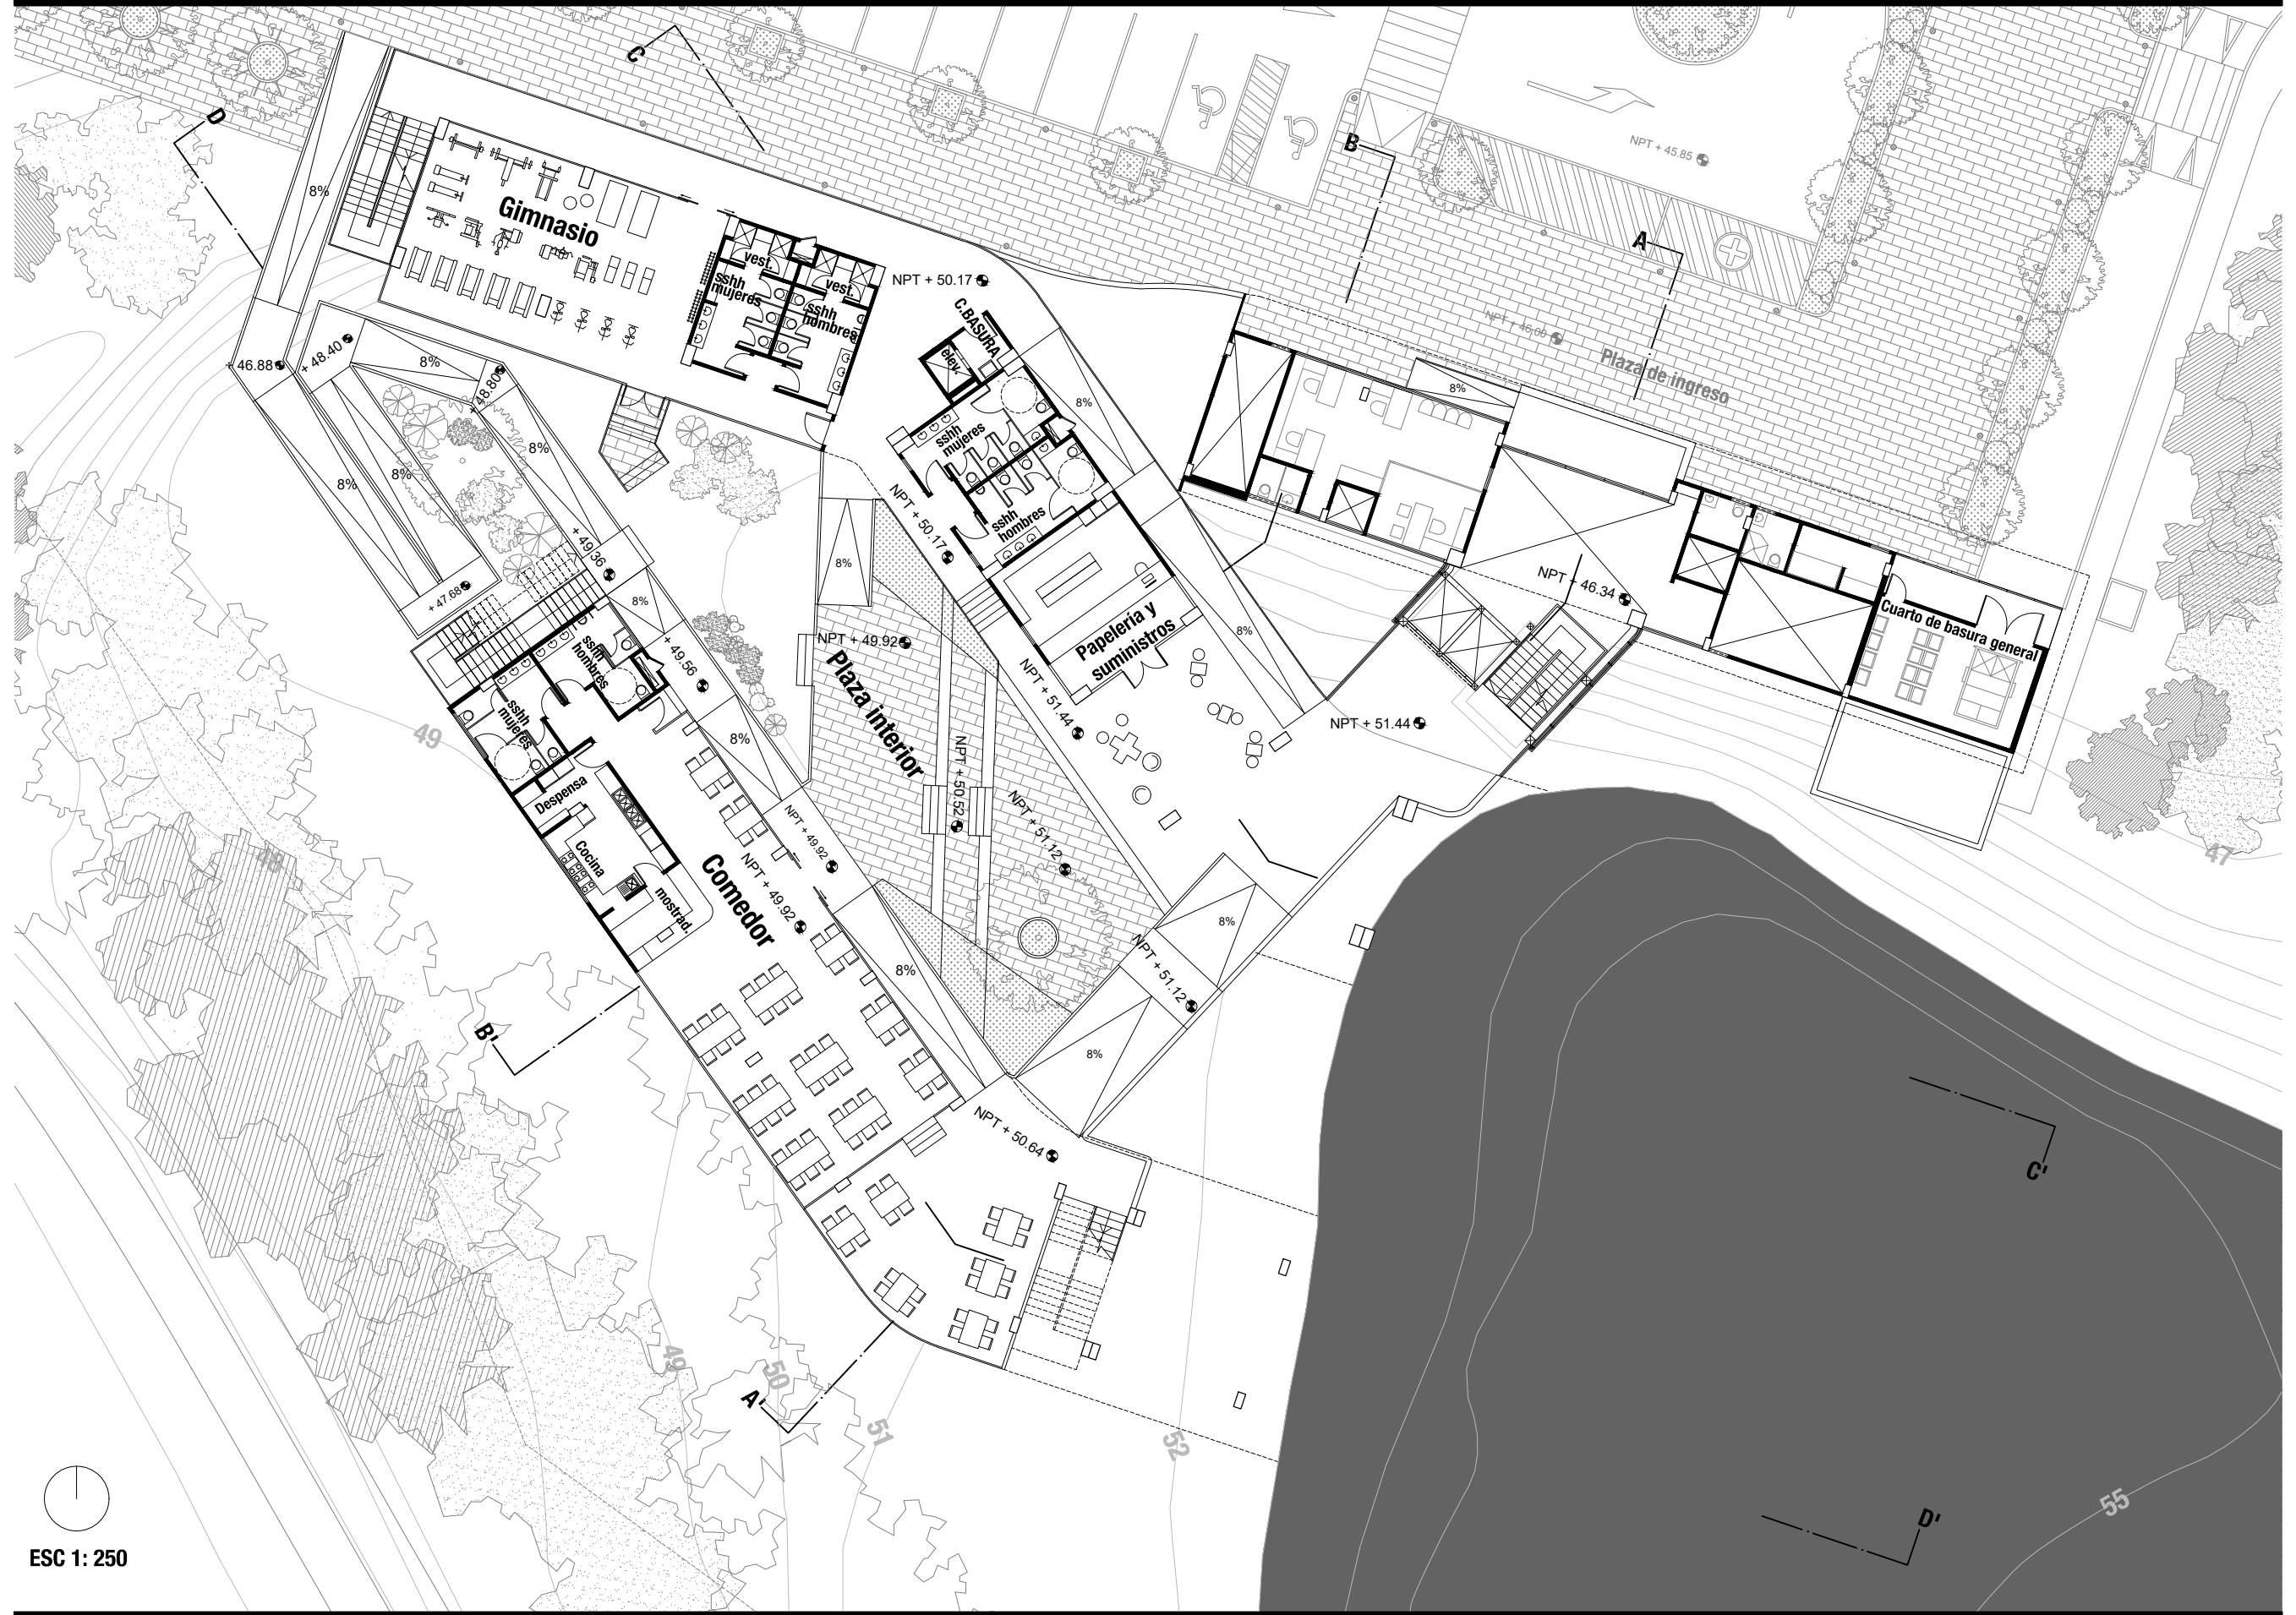 C
D
B
NPT + 45.85
8%
Gimnasio
A
vest.
sshh
mujeres
vest.
sshh
hombres
NPT + 50.17
C.BASURA
elev.
NPT + 46.00
Plaza de ingreso
+ 46.88
+ 48.40
8%
+ 48.80
8%
8%
8%
8%
8%
sshh
mujeres
sshh
hombres
NPT + 50.17
+ 49.36
8%
NPT + 46.34
+ 47.68
8%
Cuarto de basura general
8%
sshh
hombres
+ 49.56
NPT + 49.92
Plaza interior
Papelería y
suministros
NPT + 51.44
NPT + 51.44
sshh
mujeres
49
8%
NPT + 50.52
NPT + 51.12
Despensa
NPT + 49.92
Cocina
48
47
mostrad.
Comedor
NPT + 49.92
8%
8%
NPT + 51.12
B'
8%
NPT + 50.64
C'
49
50
A'
51
52
55
D'
ESC 1: 250